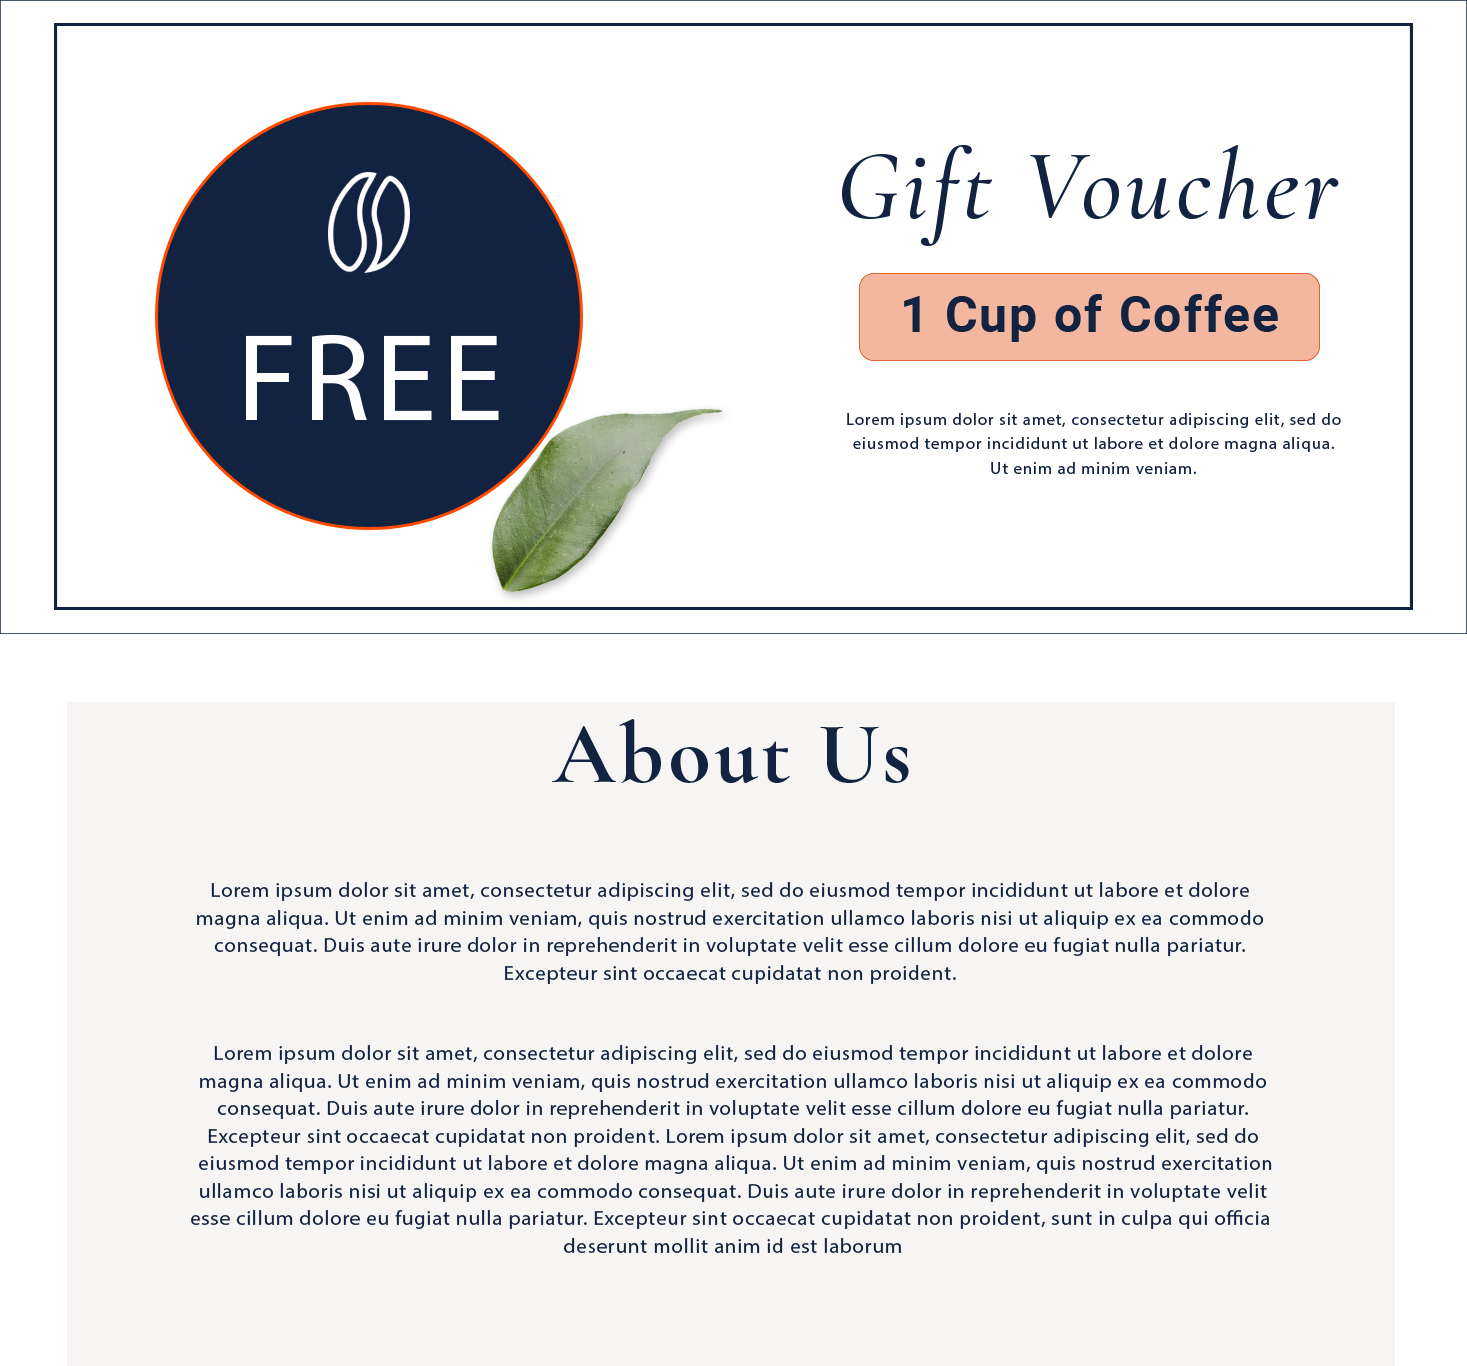 FREE
Gift Voucher
1 Cup of Coffee
Lorem ipsum dolor sit amet, consectetur adipiscing elit, sed do
eiusmod tempor incididunt ut labore et dolore magna aliqua.
Ut enim ad minim veniam.
About Us
Lorem ipsum dolor sit amet, consectetur adipiscing elit, sed do eiusmod tempor incididunt ut labore et dolore
magna aliqua. Ut enim ad minim veniam, quis nostrud exercitation ullamco laboris nisi ut aliquip ex ea commodo
consequat. Duis aute irure dolor in reprehenderit in voluptate velit esse cillum dolore eu fugiat nulla pariatur.
Excepteur sint occaecat cupidatat non proident.
Lorem ipsum dolor sit amet, consectetur adipiscing elit, sed do eiusmod tempor incididunt ut labore et dolore
magna aliqua. Ut enim ad minim veniam, quis nostrud exercitation ullamco laboris nisi ut aliquip ex ea commodo
consequat. Duis aute irure dolor in reprehenderit in voluptate velit esse cillum dolore eu fugiat nulla pariatur.
Excepteur sint occaecat cupidatat non proident. Lorem ipsum dolor sit amet, consectetur adipiscing elit, sed do
eiusmod tempor incididunt ut labore et dolore magna aliqua. Ut enim ad minim veniam, quis nostrud exercitation
ullamco laboris nisi ut aliquip ex ea commodo consequat. Duis aute irure dolor in reprehenderit in voluptate velit
esse cillum dolore eu fugiat nulla pariatur. Excepteur sint occaecat cupidatat non proident, sunt in culpa qui officia
deserunt mollit anim id est laborum